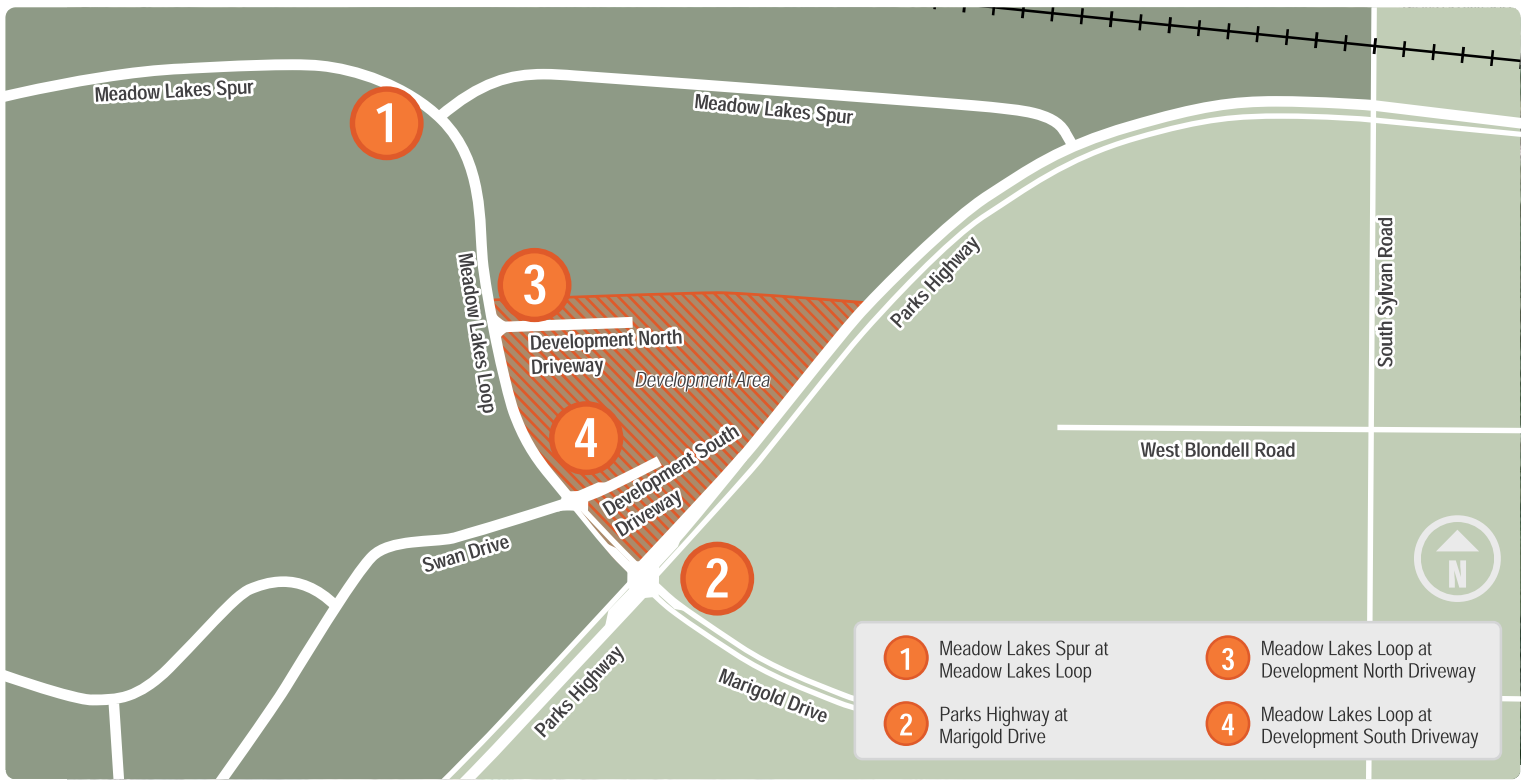 Meadow Lakes Spur
1
Meadow Lakes Spur
Meadow Lakes Loop
3
Development North
Driveway
Development Area
Parks Highway
South Sylvan Road
4
Development South
Driveway
West Blondell Road
Swan Drive
2
N
Parks Highway
Marigold Drive
1 Meadow Lakes Spur at
Meadow Lakes Loop
2 Parks Highway at
Marigold Drive
3 Meadow Lakes Loop at
Development North Driveway
4 Meadow Lakes Loop at
Development South Driveway